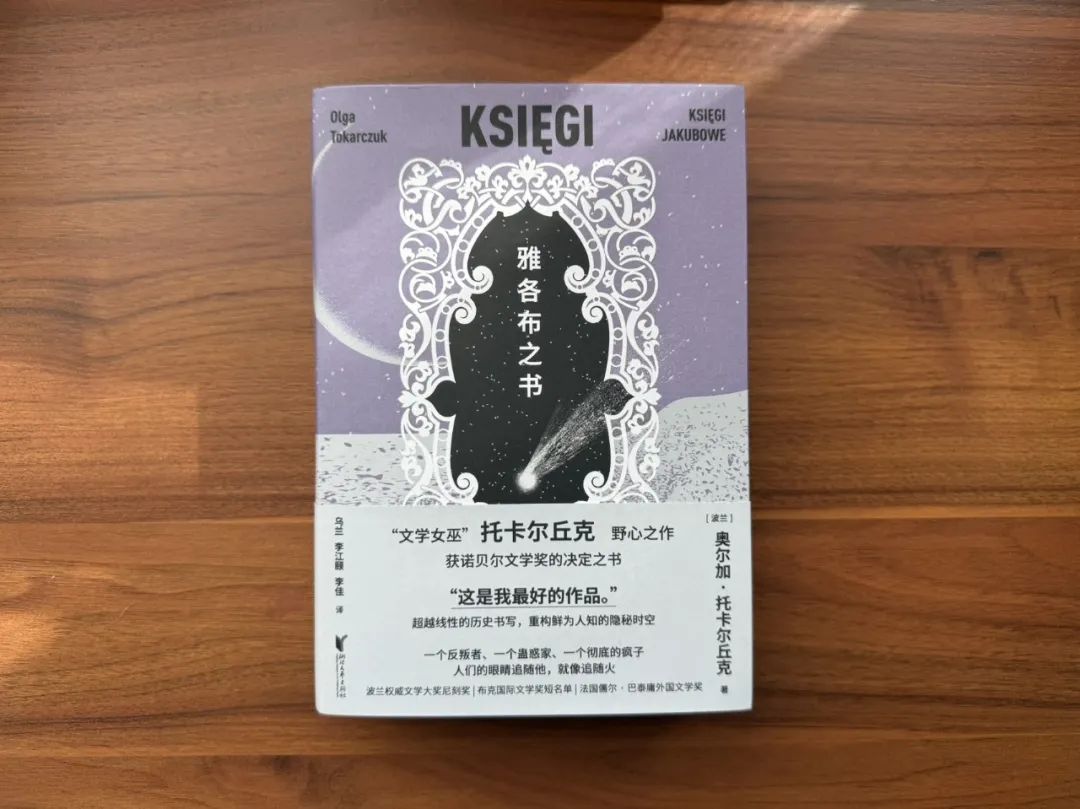 Olga
Tokarczuk
KSIĘGI
KSIĘGI
JAKUBOWE
雅各布之书
“文学女巫” 托卡尔丘克 野心之作
获诺贝尔文学奖的决定之书
“这是我最好的作品。”
超越线性的历史书写，重构鲜为人知的隐秘时空
一个反叛者、一个蛊惑家、一个彻底的疯子
人们的眼睛追随他，就像追随火
波兰权威文学大奖尼刻奖|布克国际文学奖短名单|法国儒尔·巴泰庸外国文学奖
[波兰]
奥尔加·托卡尔丘克 著
乌兰 李江颐 李佳 译
浙江文艺出版社